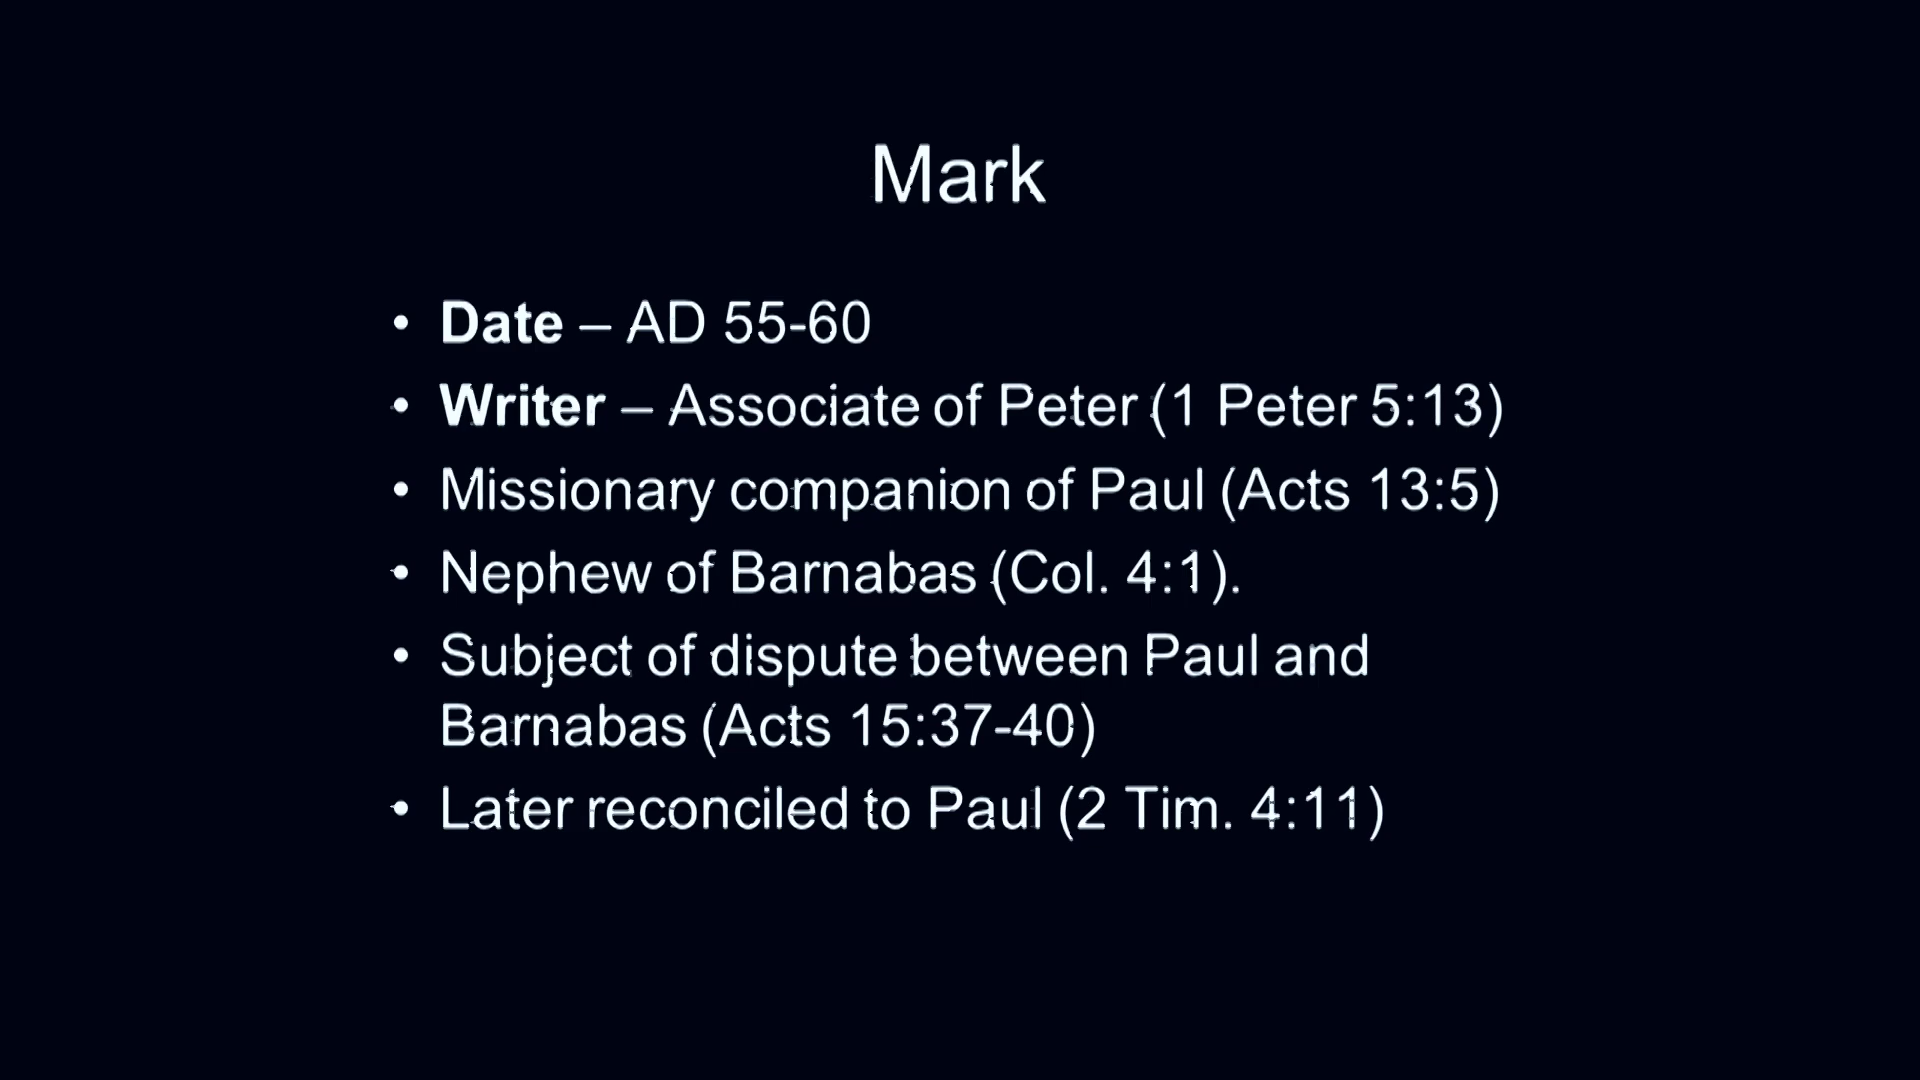 Mark
• Date – AD 55-60
• Writer – Associate of Peter (1 Peter 5:13)
• Missionary companion of Paul (Acts 13:5)
• Nephew of Barnabas (Col. 4:1).
• Subject of dispute between Paul and
Barnabas (Acts 15:37-40)
• Later reconciled to Paul (2 Tim. 4:11)